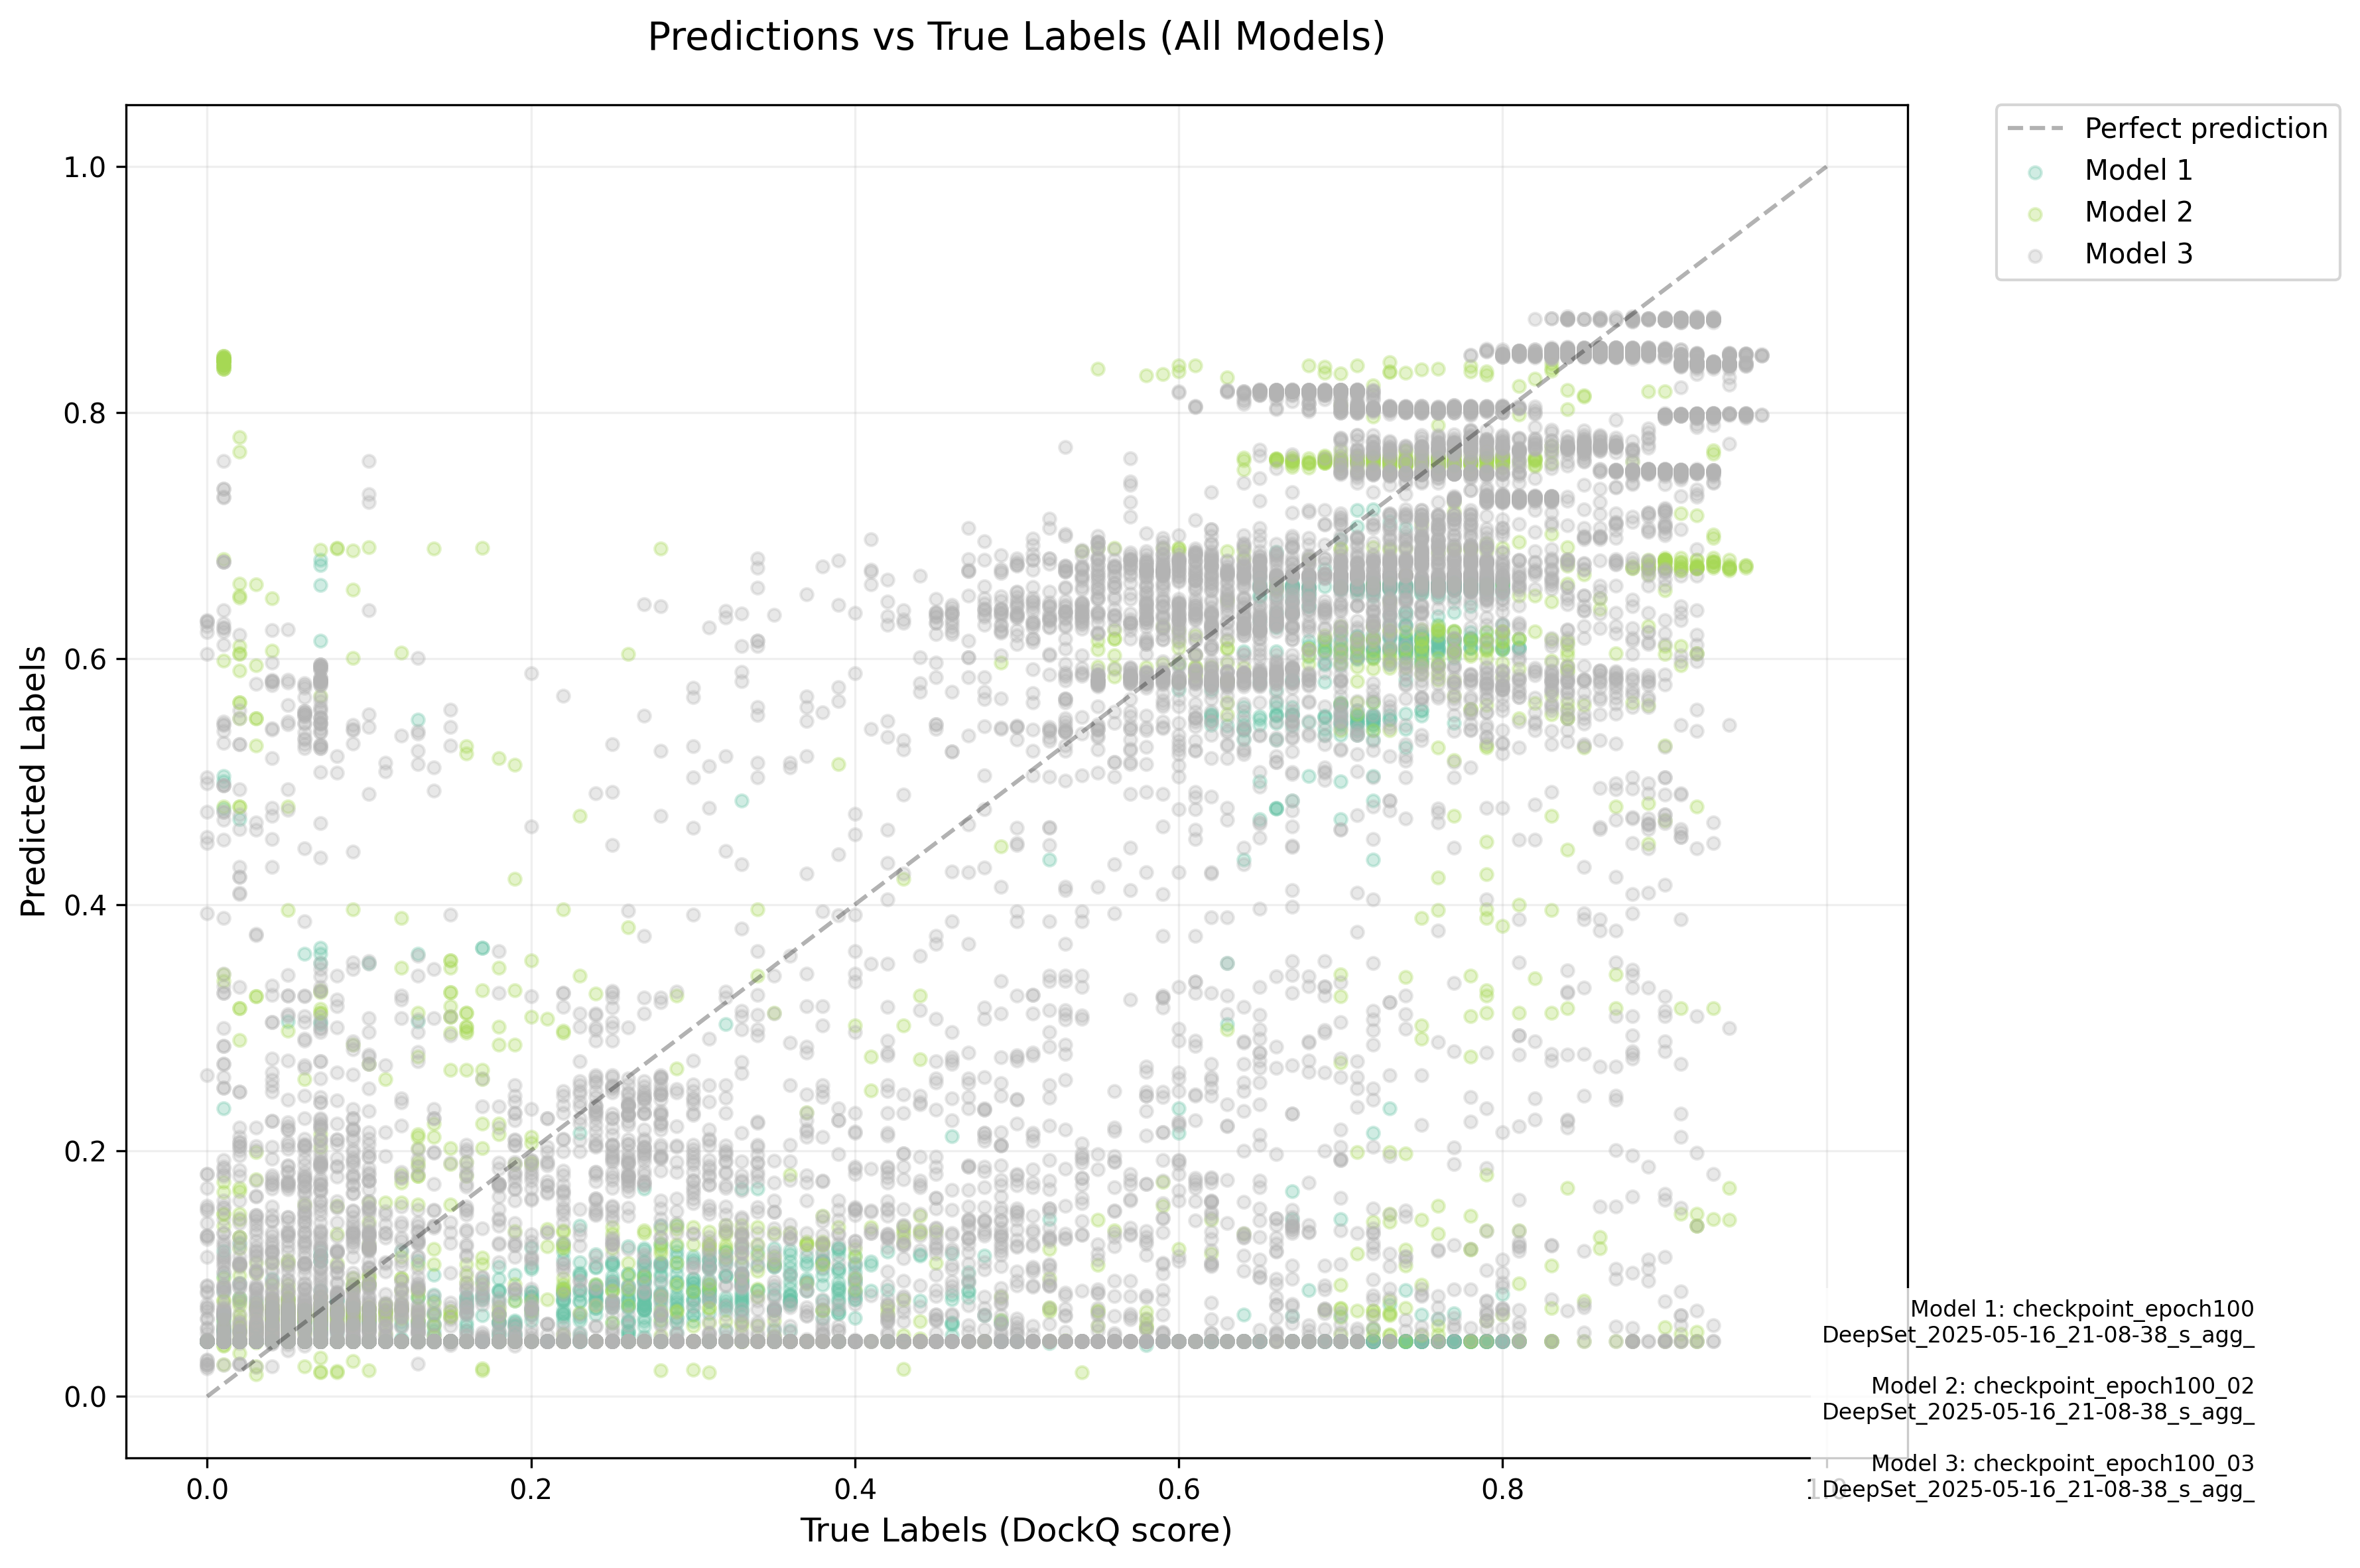 Predictions vs True Labels (All Models)
Perfect prediction
Model 1
Model 2
Model 3
1.0
0.8
0.6
0.4
0.2
0.0
Predicted Labels
0.0
0.2
0.4
0.6
0.8
1.0
True Labels (DockQ score)
Model 1: checkpoint_epoch100
DeepSet_2025-05-16_21-08-38_s_agg_
Model 2: checkpoint_epoch100_02
DeepSet_2025-05-16_21-08-38_s_agg_
Model 3: checkpoint_epoch100_03
DeepSet_2025-05-16_21-08-38_s_agg_